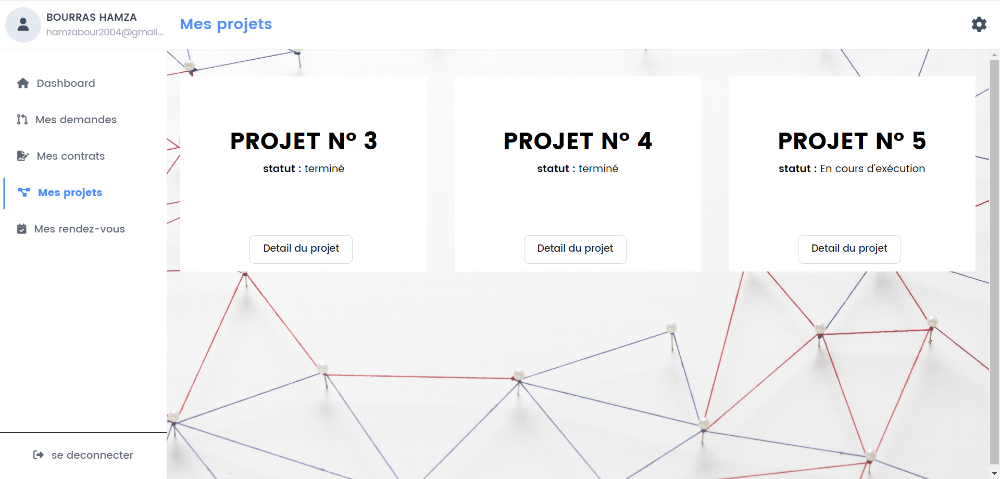 BOURRAS HAMZA
hamzabour2004@gmail...
Mes projets
Dashboard
Mes demandes
Mes contrats
Mes projets
Mes rendez-vous
se deconnecter
PROJET N° 3
statut : terminé
Detail du projet
PROJET N° 4
statut : terminé
Detail du projet
PROJET N° 5
statut : En cours d'exécution
Detail du projet